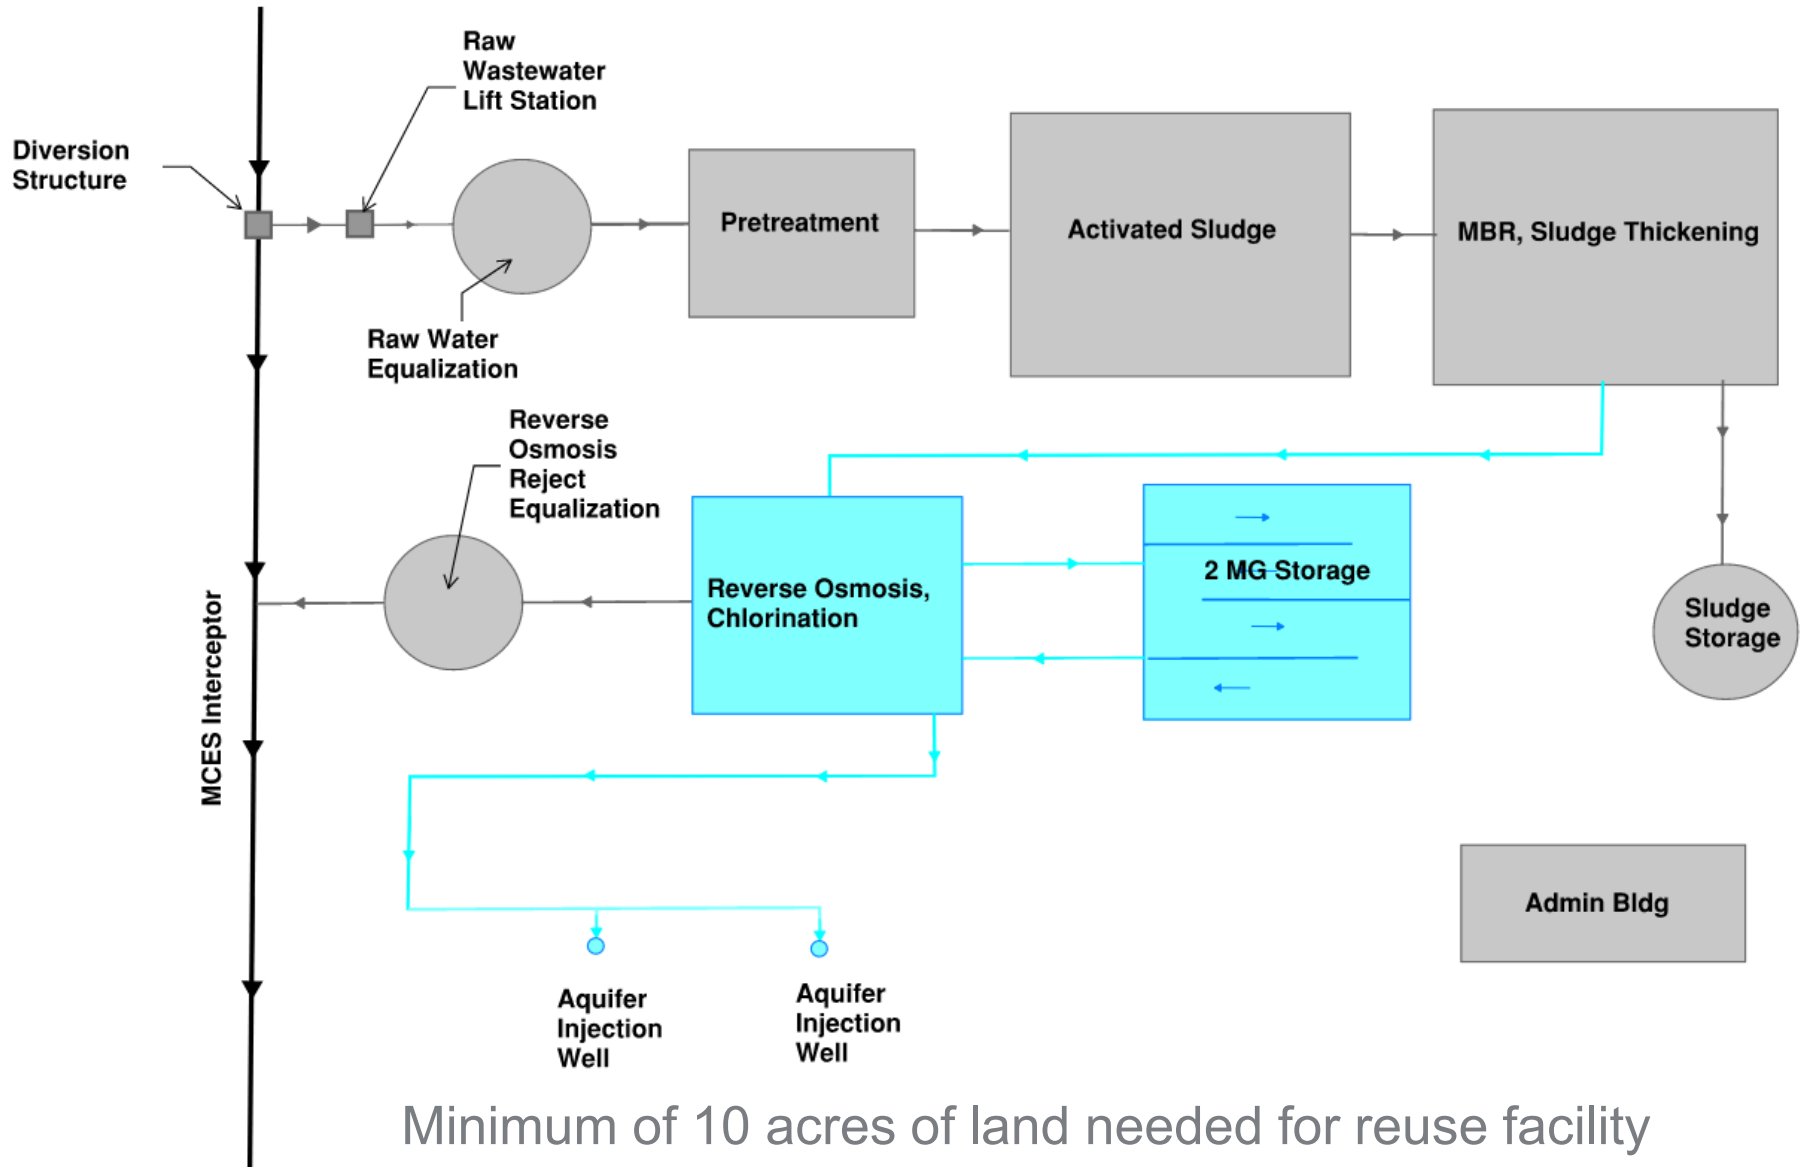 Raw
Wastewater
Lift Station
Diversion
Structure
Pretreatment
Activated Sludge
MBR, Sludge Thickening
Raw Water
Equalization
Reverse
Osmosis
Reject
Equalization
Reverse Osmosis,
Chlorination
2 MG Storage
Sludge
Storage
MCES Interceptor
Admin Bldg
Aquifer
Injection
Well
Aquifer
Injection
Well
Minimum of 10 acres of land needed for reuse facility